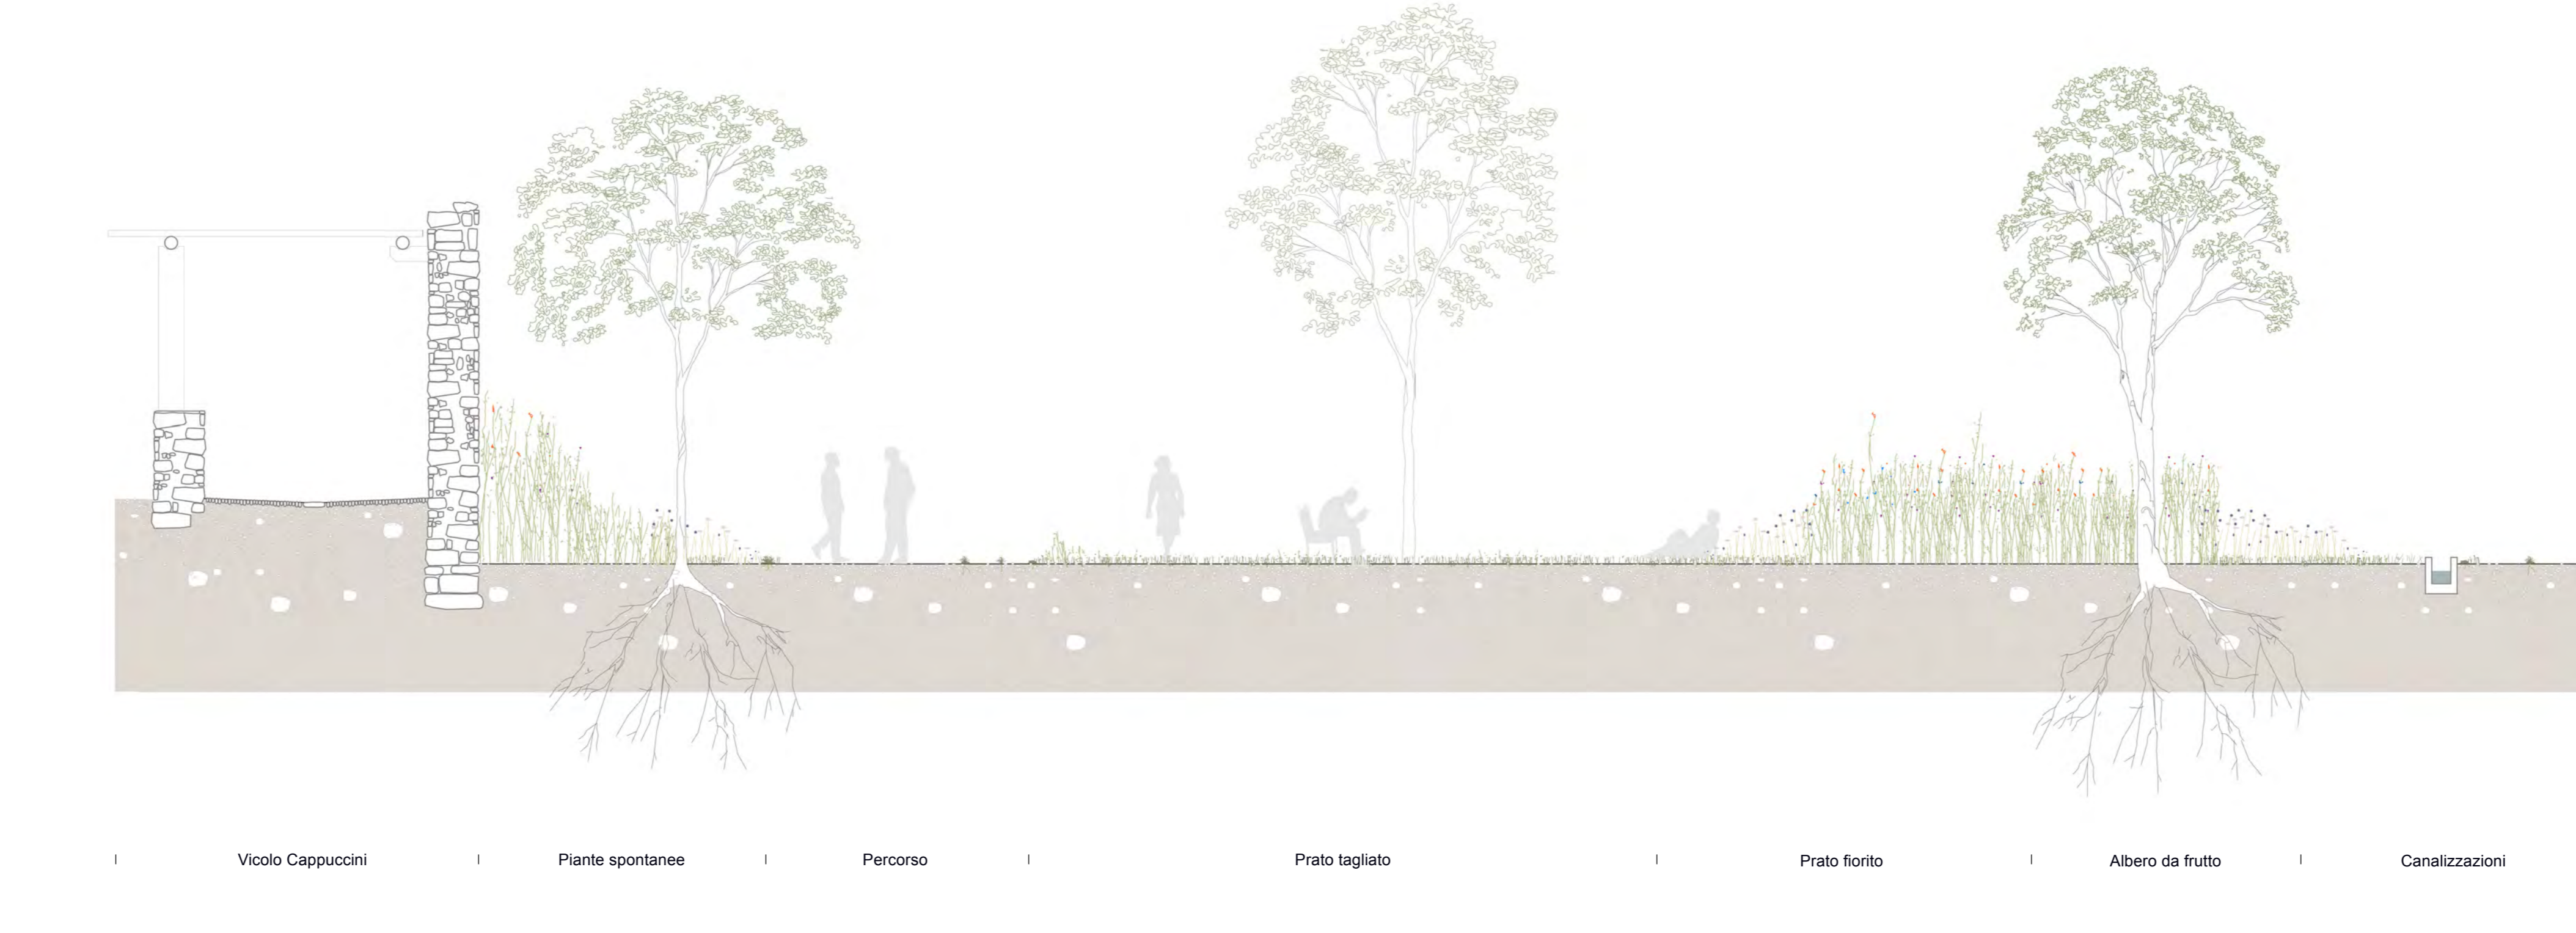 Vicolo Cappuccini
Piante spontanee
Percorso
Prato tagliato
Prato fiorito
Albero da frutto
Canalizzazioni